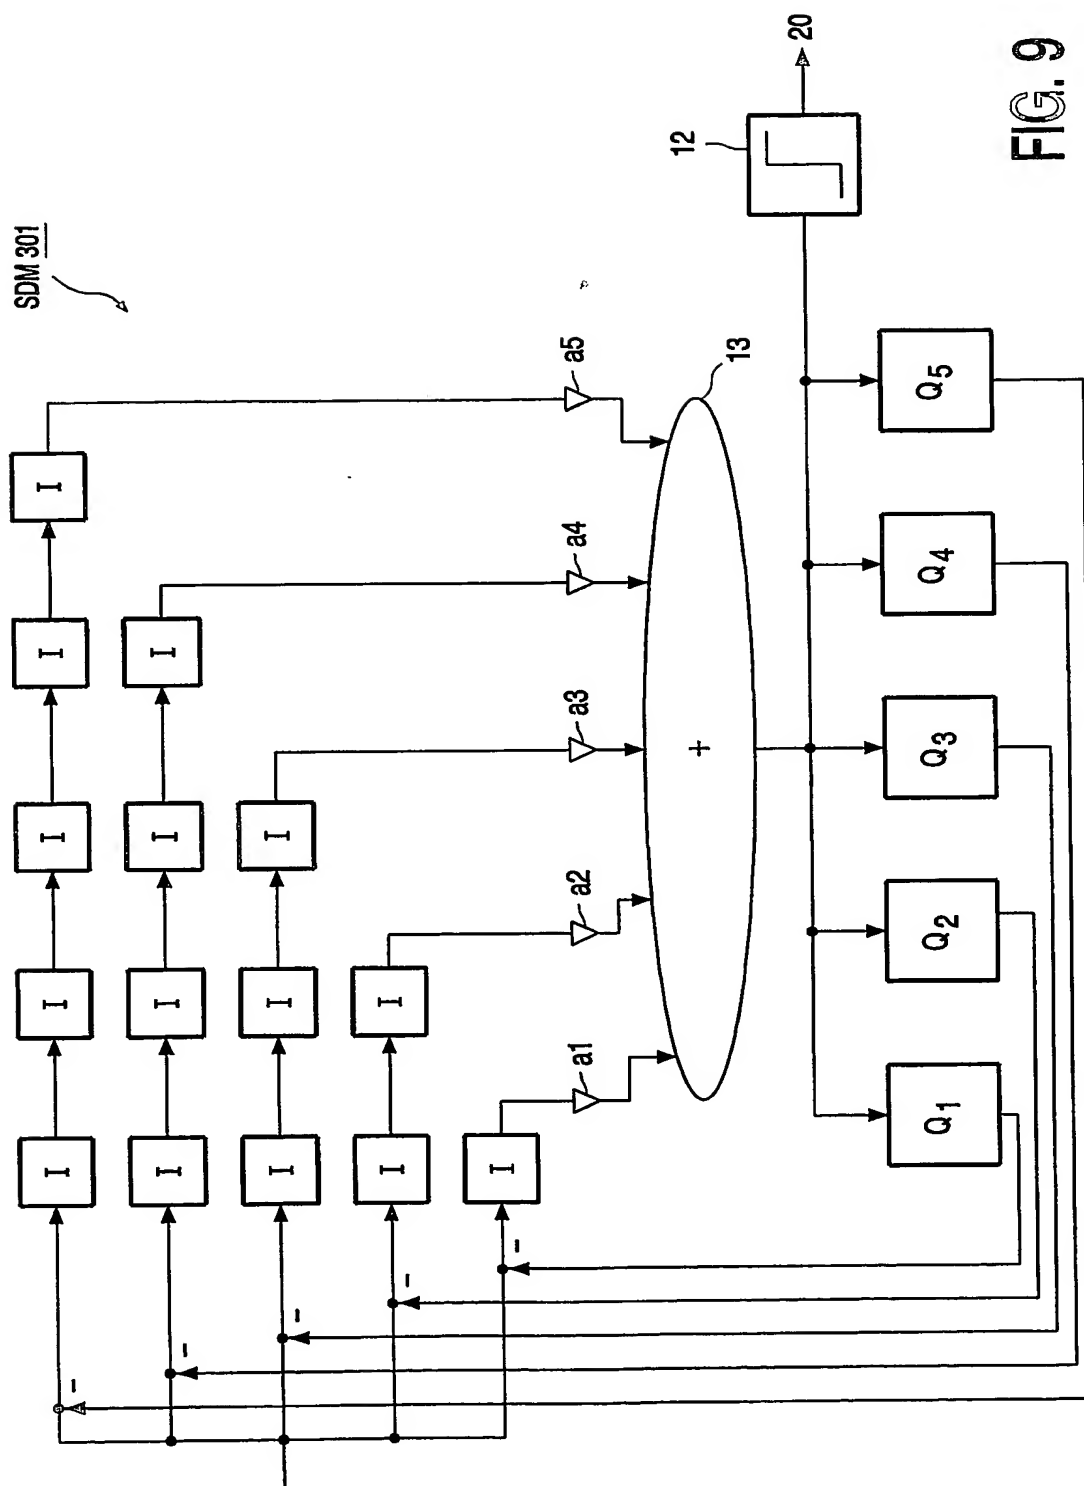 SDM 301
I I I I I
I I I I
I I I
I I
I
a1 a2 a3 a4 a5
13
+
12
20
Q1 Q2 Q3 Q4 Q5
- - - - -
FIG. 9